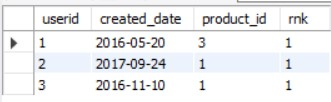 userid created_date product_id rnk
1 2016-05-20 3 1
2 2017-09-24 1 1
3 2016-11-10 1 1